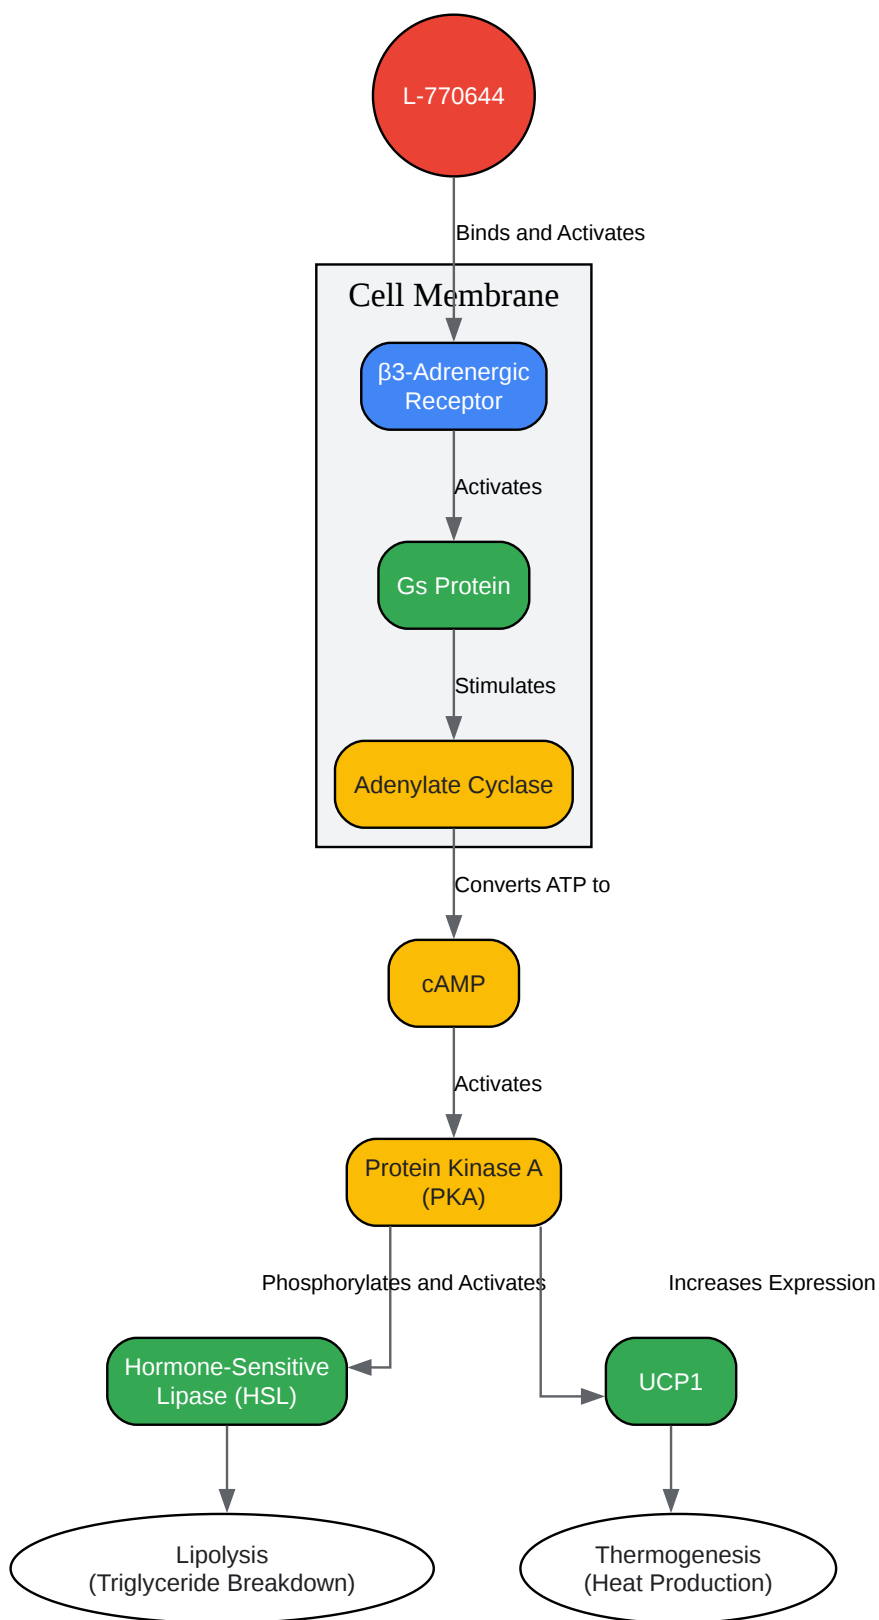 L-770644
Binds and Activates
Cell Membrane
β3-Adrenergic
Receptor
Activates
Gs Protein
Stimulates
Adenylate Cyclase
Converts ATP to
cAMP
Activates
Protein Kinase A
(PKA)
Phosphorylates and Activates
Increases Expression
Hormone-Sensitive
Lipase (HSL)
UCP1
Lipolysis
(Triglyceride Breakdown)
Thermogenesis
(Heat Production)